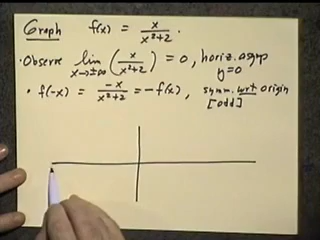 Graph f(x) = x/(x²+2).
· Observe lim x→±∞ (x/(x²+2)) = 0, horiz. asymp y=0
· f(-x) = -x/(x²+2) = -f(x), symm. wrt origin
[odd]